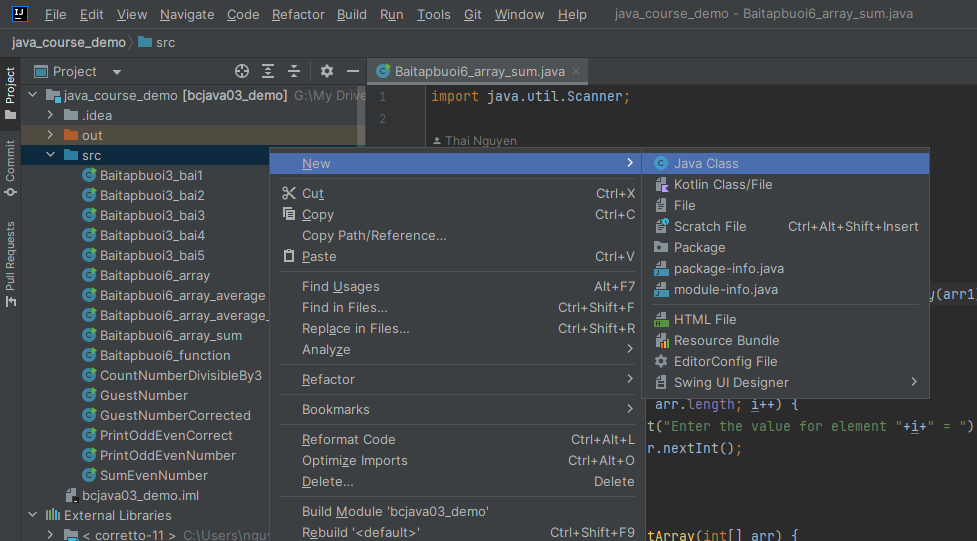 File Edit View Navigate Code Refactor Build Run Tools Git Window Help java_course_demo - Baitapbuoi6_array_sum.java
java_course_demo src
Project
Commit
Pull Requests
Project
java_course_demo [bcjava03_demo] G:\My Drive
.idea
out
src
Baitapbuoi3_bai1
Baitapbuoi3_bai2
Baitapbuoi3_bai3
Baitapbuoi3_bai4
Baitapbuoi3_bai5
Baitapbuoi6_array
Baitapbuoi6_array_average
Baitapbuoi6_array_average_
Baitapbuoi6_array_sum
Baitapbuoi6_function
CountNumberDivisibleBy3
GuestNumber
GuestNumberCorrected
PrintOddEvenCorrect
PrintOddEvenNumber
SumEvenNumber
bcjava03_demo.iml
External Libraries
< corretto-11 > C:\Users\ngu
Baitapbuoi6_array_sum.java
1 import java.util.Scanner;
2
Thai Nguyen
New
Cut Ctrl+X
Copy Ctrl+C
Copy Path/Reference...
Paste Ctrl+V
Find Usages Alt+F7
Find in Files... Ctrl+Shift+F
Replace in Files... Ctrl+Shift+R
Analyze
Refactor
Bookmarks
Reformat Code Ctrl+Alt+L
Optimize Imports Ctrl+Alt+O
Delete... Delete
Build Module 'bcjava03_demo'
Rebuild '<default>' Ctrl+Shift+F9
Java Class
Kotlin Class/File
File
Scratch File Ctrl+Alt+Shift+Insert
Package
package-info.java
module-info.java
HTML File
Resource Bundle
EditorConfig File
Swing UI Designer
y(arr1
arr.length; i++) {
t("Enter the value for element "+i+" = ")
r.nextInt();
tArray(int[] arr) {